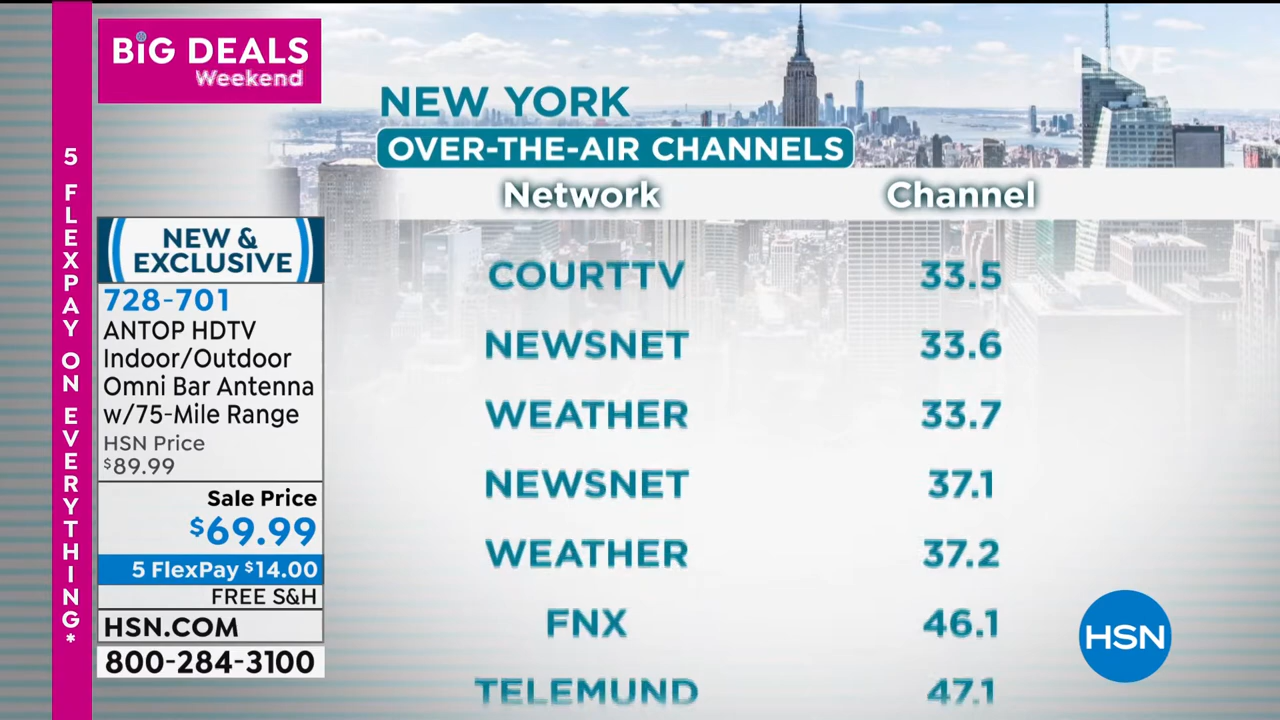 5 FLEXPAY ON EVERYTHING*
BiG DEALS
Weekend
NEW &
EXCLUSIVE
728-701
ANTOP HDTV
Indoor/Outdoor
Omni Bar Antenna
w/75-Mile Range
HSN Price
$89.99
Sale Price
$69.99
5 FlexPay $14.00
FREE S&H
HSN.COM
800-284-3100
LIVE
NEW YORK
OVER-THE-AIR CHANNELS
Network Channel
COURTTV 33.5
NEWSNET 33.6
WEATHER 33.7
NEWSNET 37.1
WEATHER 37.2
FNX 46.1
TELEMUND 47.1
HSN